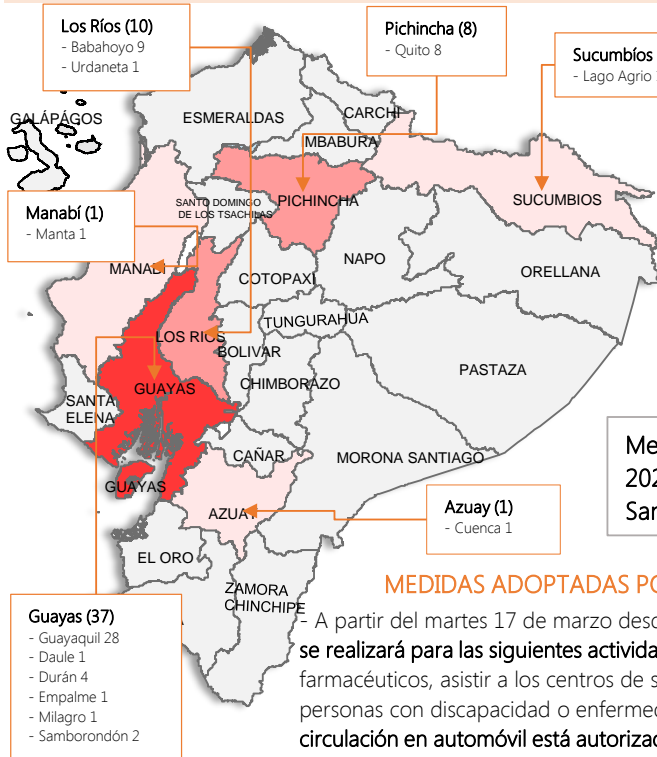 Los Ríos (10)
- Babahoyo 9
- Urdaneta 1
Pichincha (8)
- Quito 8
Sucumbíos
- Lago Agrio
GALÁPAGOS
ESMERALDAS
CARCHI
MBABURA
SANTO DOMINGO
DE LOS TSACHILAS
PICHINCHA
SUCUMBIOS
Manabí (1)
- Manta 1
MANABI
NAPO
ORELLANA
COTOPAXI
TUNGURAHUA
LOS RIOS
BOLIVAR
PASTAZA
GUAYAS
CHIMBORAZO
SANTA
ELENA
CAÑAR
MORONA SANTIAGO
GUAYAS
AZUAY
Azuay (1)
- Cuenca 1
EL ORO
ZAMORA
CHINCHIPE
A
Guayas (37)
- Guayaquil 28
- Daule 1
- Durán 4
- Empalme 1
- Milagro 1
- Samborondón 2
Me
202
Sar
MEDIDAS ADOPTADAS PO
- A partir del martes 17 de marzo desd
se realizará para las siguientes activida
farmacéuticos, asistir a los centros de s
personas con discapacidad o enfermed
circulación en automóvil está autorizad